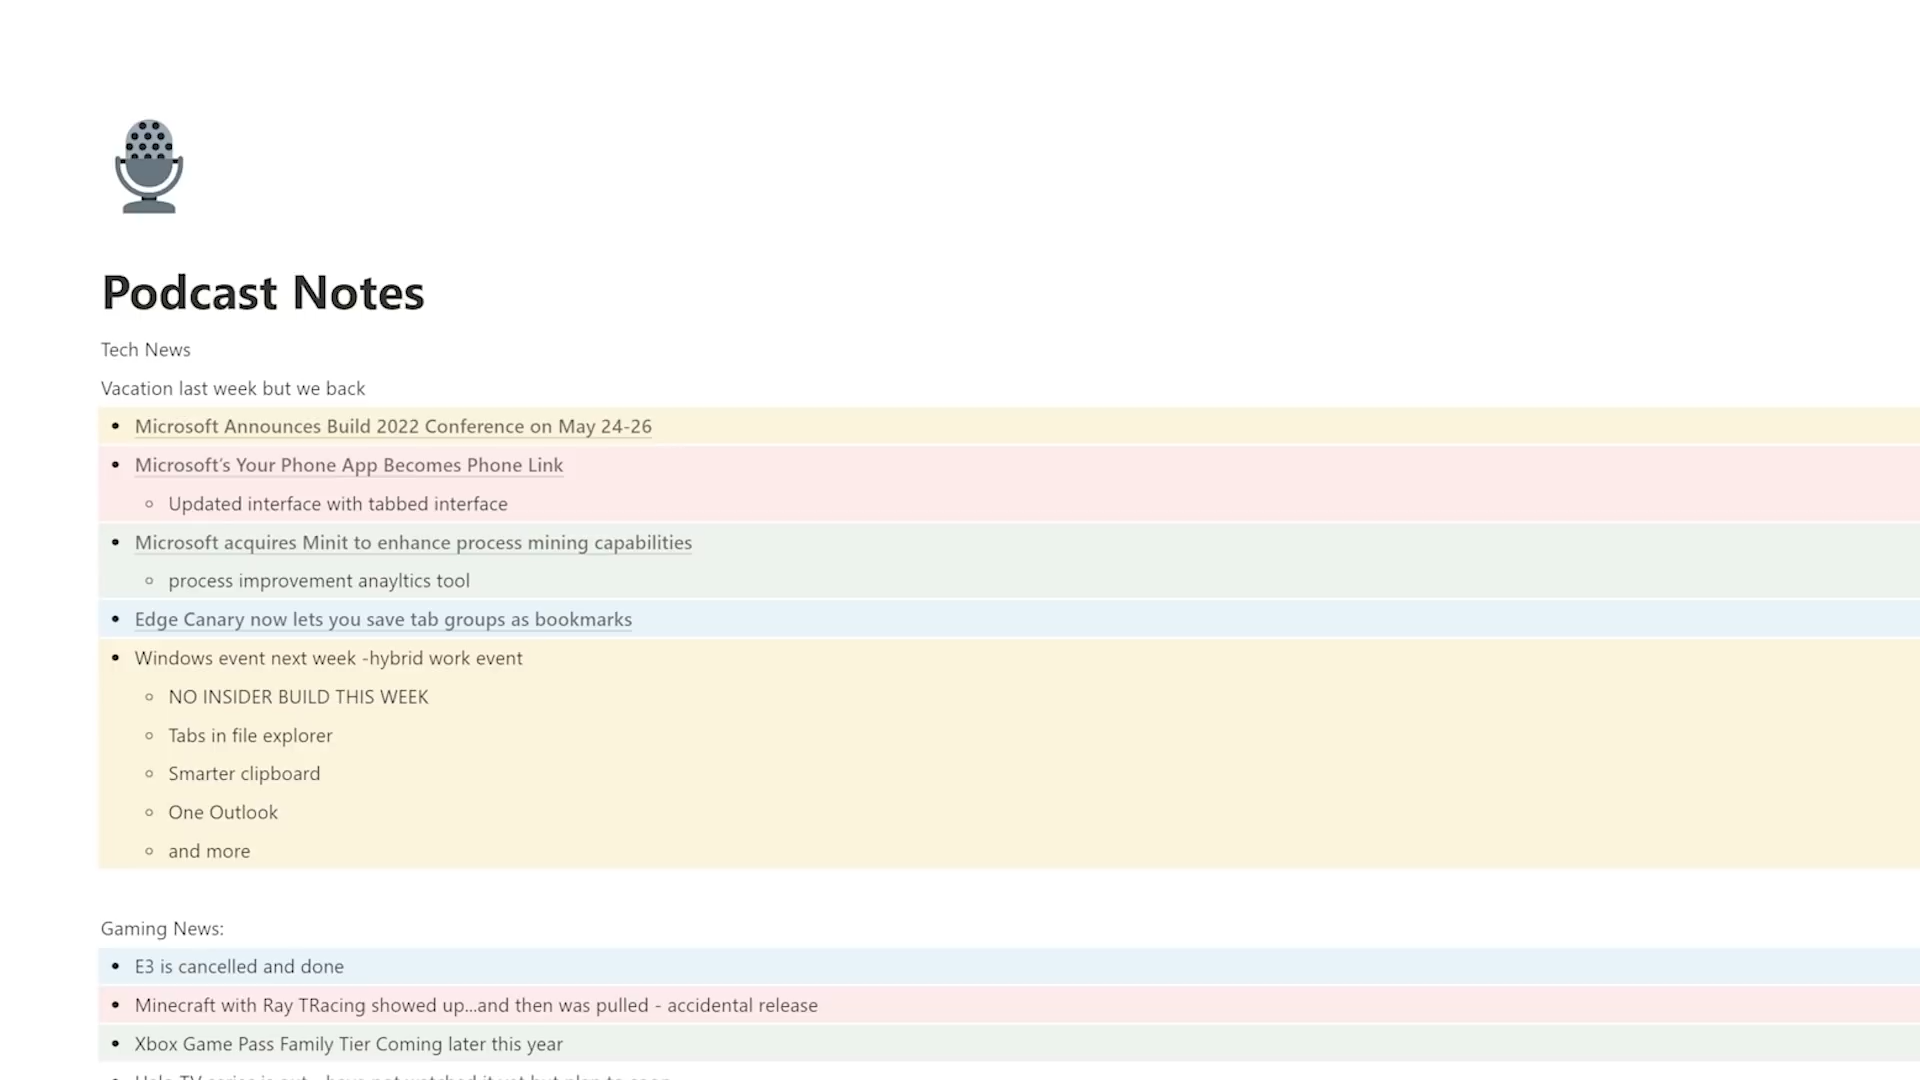 Podcast Notes
Tech News
Vacation last week but we back
Microsoft Announces Build 2022 Conference on May 24-26
Microsoft's Your Phone App Becomes Phone Link
Updated interface with tabbed interface
Microsoft acquires Minit to enhance process mining capabilities
process improvement anayltics tool
Edge Canary now lets you save tab groups as bookmarks
Windows event next week -hybrid work event
NO INSIDER BUILD THIS WEEK
Tabs in file explorer
Smarter clipboard
One Outlook
and more
Gaming News:
E3 is cancelled and done
Minecraft with Ray TRacing showed up...and then was pulled - accidental release
Xbox Game Pass Family Tier Coming later this year